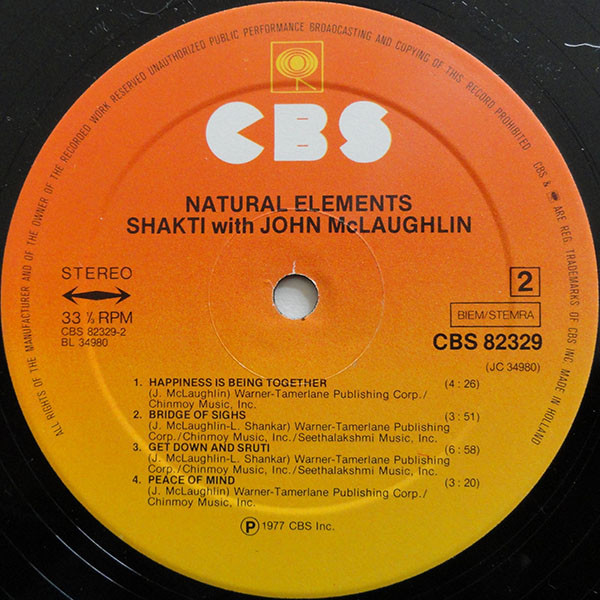 ALL RIGHTS OF THE MANUFACTURER AND OF THE OWNER OF THE RECORDED WORK RESERVED UNAUTHORIZED PUBLIC PERFORMANCE BROADCASTING AND COPYING OF THIS RECORD PROHIBITED
CBS & ARE REG. TRADEMARKS OF CBS INC. MADE IN HOLLAND
CBS
NATURAL ELEMENTS
SHAKTI with JOHN McLAUGHLIN
STEREO
33 ⅓ RPM
CBS 82329-2
BL 34980
2
BIEM/STEMRA
CBS 82329
(JC 34980)
1. HAPPINESS IS BEING TOGETHER (4 : 26)
(J. McLaughlin) Warner-Tamerlane Publishing Corp./
Chinmoy Music, Inc.
2. BRIDGE OF SIGHS (3 : 51)
(J. McLaughlin-L. Shankar) Warner-Tamerlane Publishing
Corp./Chinmoy Music, Inc./Seethalakshmi Music, Inc.
3. GET DOWN AND SRUTI (6 : 58)
(J. McLaughlin-L. Shankar) Warner-Tamerlane Publishing
Corp./Chinmoy Music, Inc./Seethalakshmi Music, Inc.
4. PEACE OF MIND (3 : 20)
(J. McLaughlin) Warner-Tamerlane Publishing Corp./
Chinmoy Music, Inc.
℗ 1977 CBS Inc.